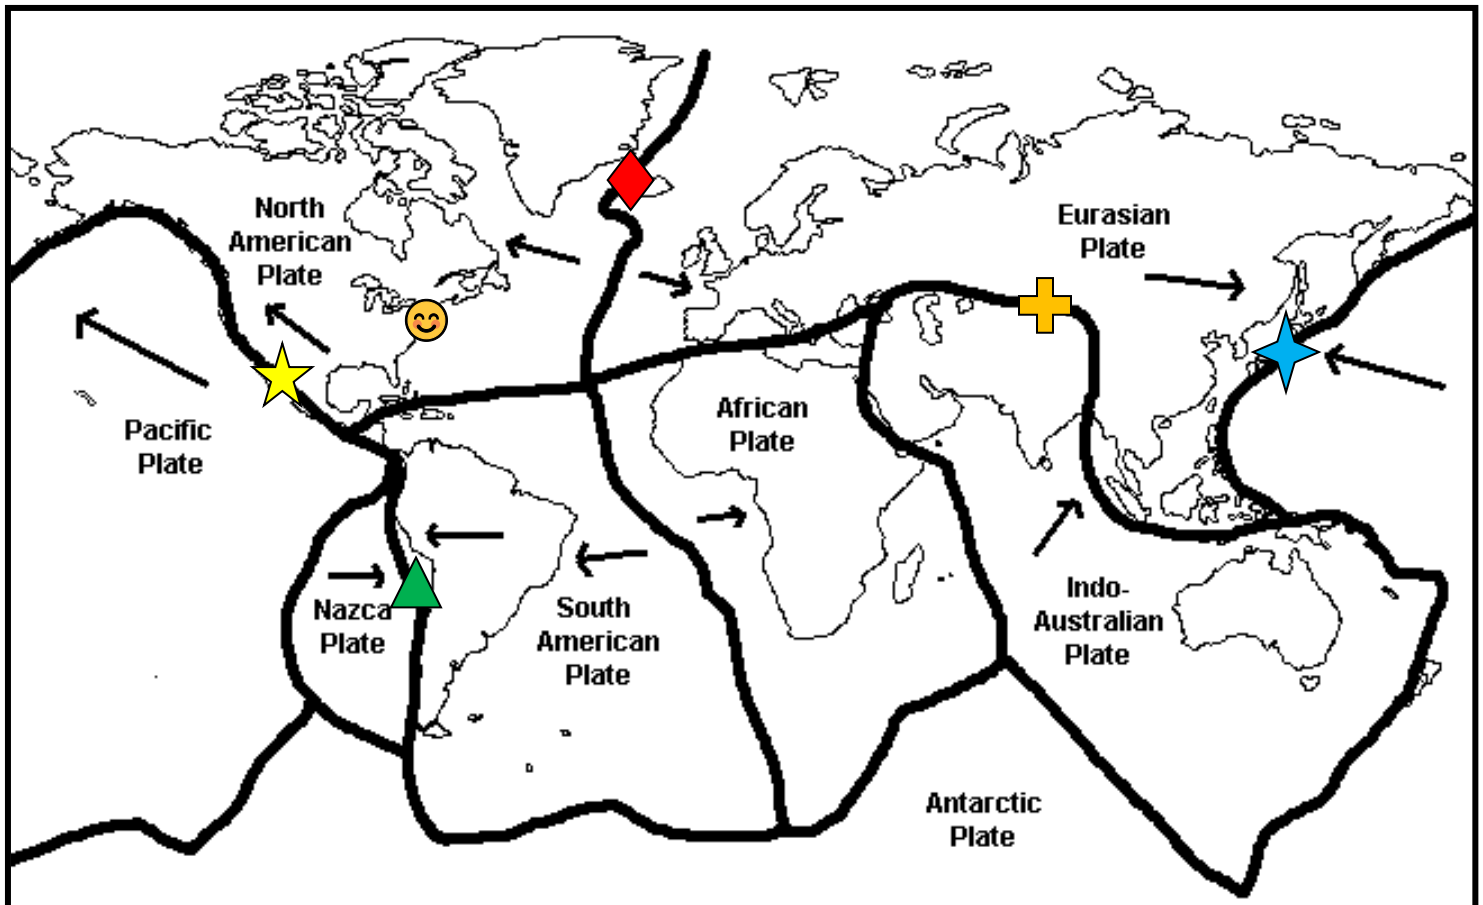 North
American
Plate
Eurasian
Plate
Pacific
Plate
African
Plate
Nazca
Plate
South
American
Plate
Indo-
Australian
Plate
Antarctic
Plate